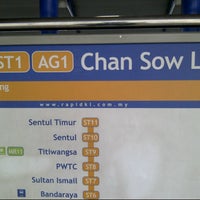 ST1 AG1 Chan Sow L
ng
www.rapidkl.com.my
Sentul Timur ST11
Sentul ST10
Titiwangsa ST9
PWTC ST8
Sultan Ismail ST7
Bandaraya ST6